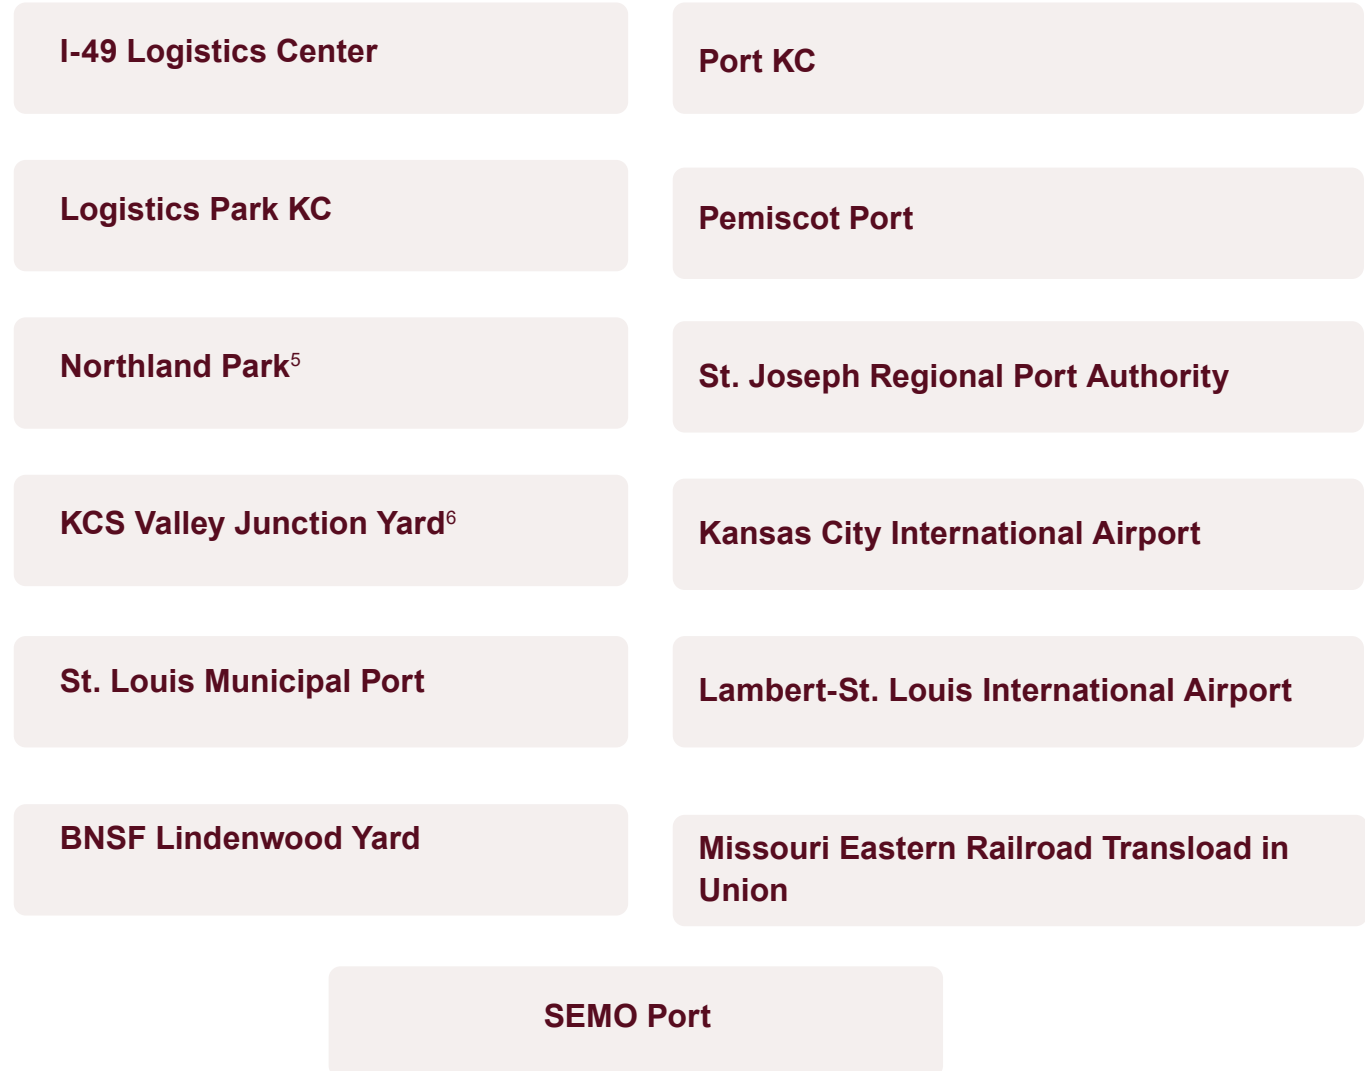 I-49 Logistics Center
Port KC
Logistics Park KC
Pemiscot Port
Northland Park⁵
St. Joseph Regional Port Authority
KCS Valley Junction Yard⁶
Kansas City International Airport
St. Louis Municipal Port
Lambert-St. Louis International Airport
BNSF Lindenwood Yard
Missouri Eastern Railroad Transload in
Union
SEMO Port